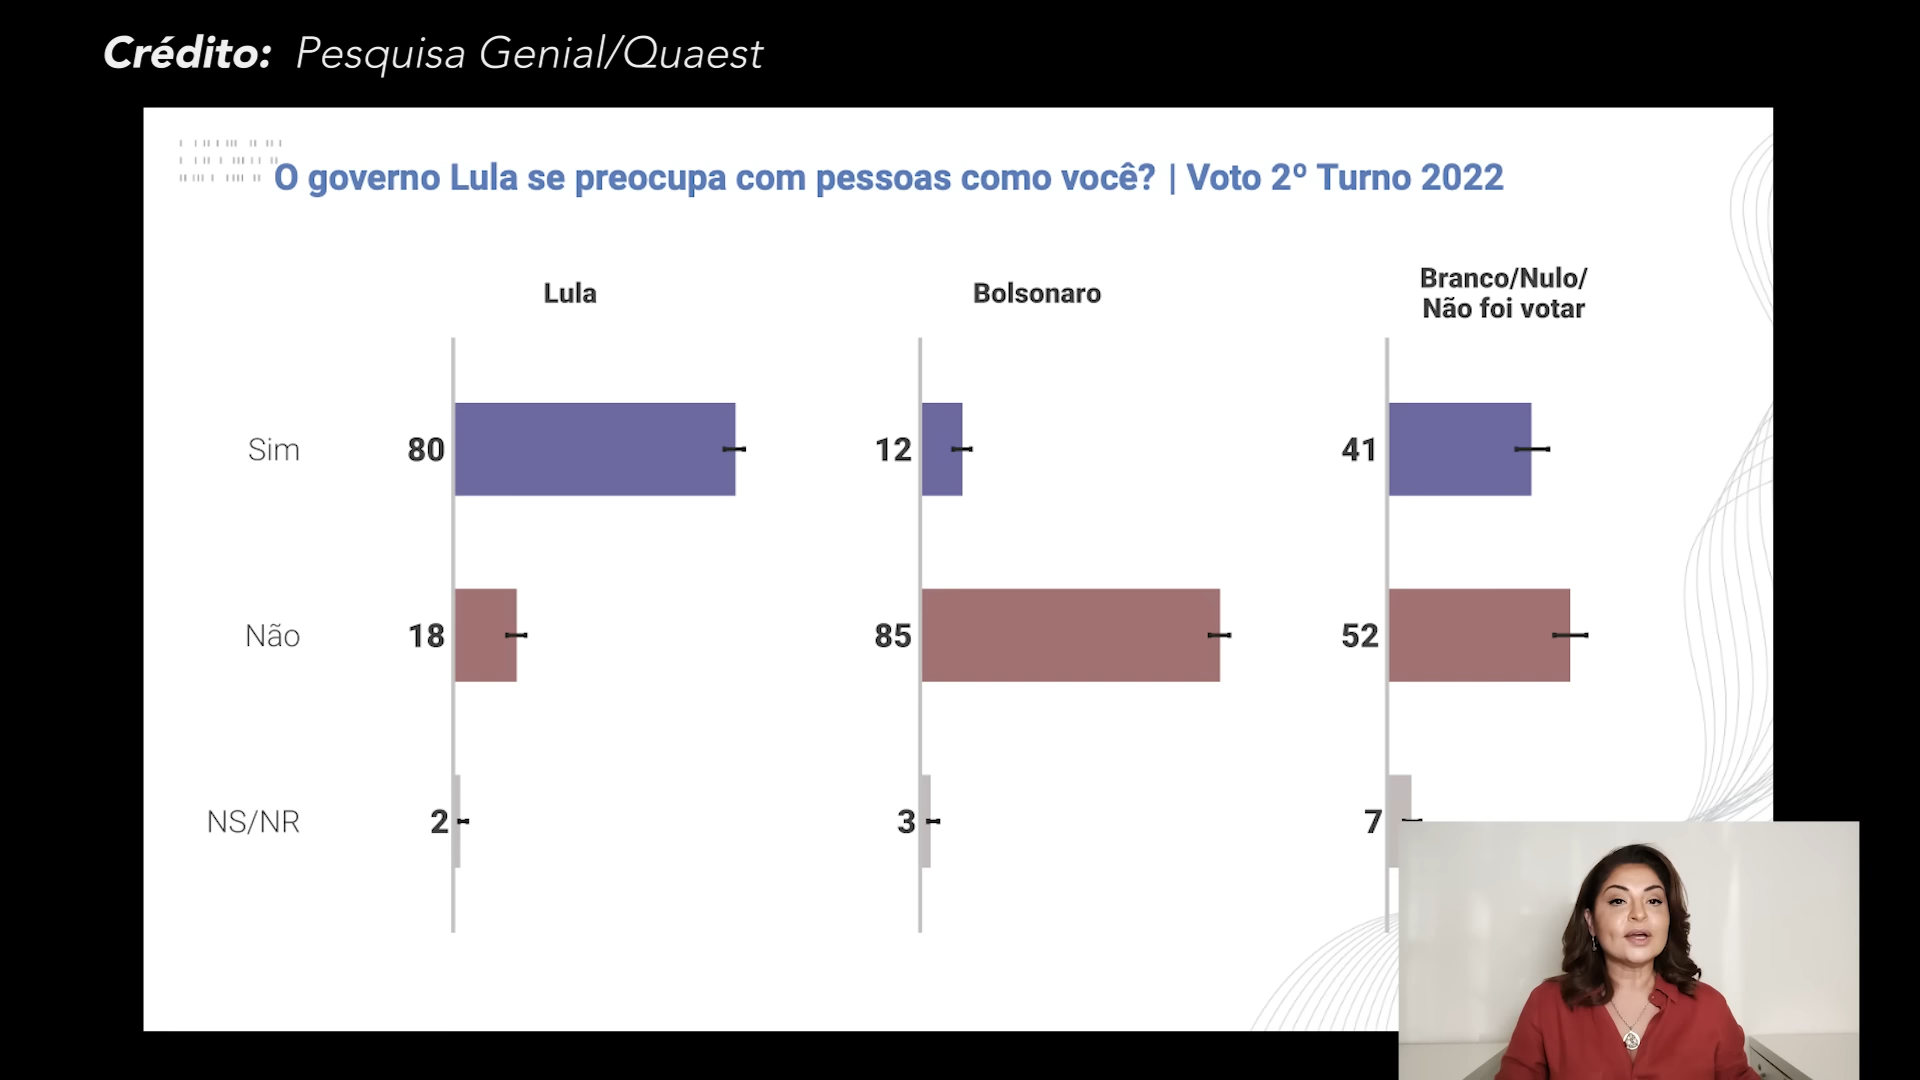 Crédito: Pesquisa Genial/Quaest
O governo Lula se preocupa com pessoas como você? | Voto 2º Turno 2022
Lula
Bolsonaro
Branco/Nulo/
Não foi votar
Sim
80
12
41
Não
18
85
52
NS/NR
2
3
7